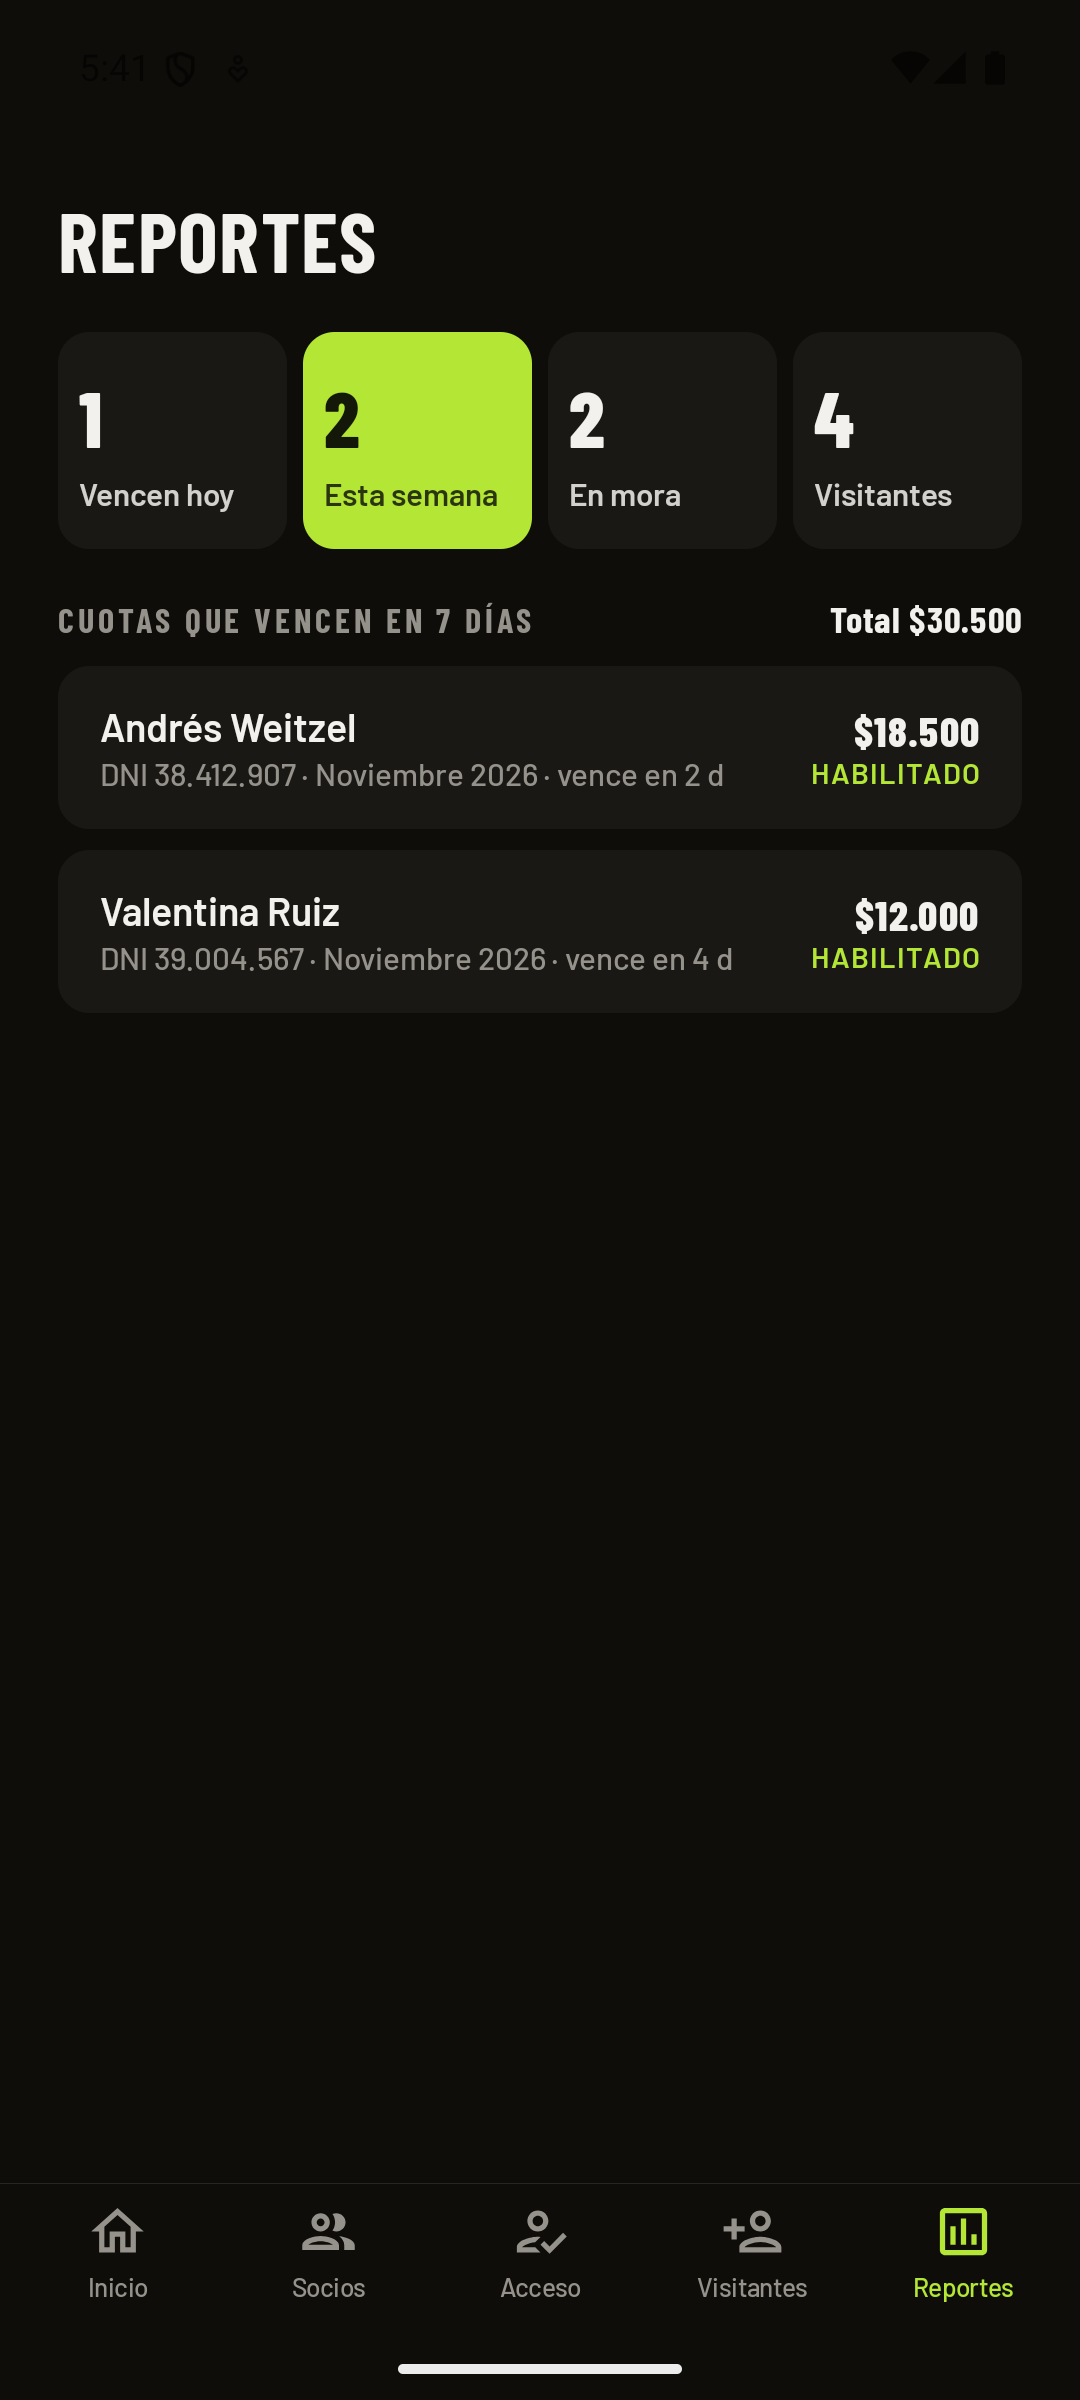 5:41
REPORTES
1
Vencen hoy
2
Esta semana
2
En mora
4
Visitantes
CUOTAS QUE VENCEN EN 7 DÍAS
Total $30.500
Andrés Weitzel
$18.500
DNI 38.412.907 · Noviembre 2026 · vence en 2 d
HABILITADO
Valentina Ruiz
$12.000
DNI 39.004.567 · Noviembre 2026 · vence en 4 d
HABILITADO
Inicio
Socios
Acceso
Visitantes
Reportes